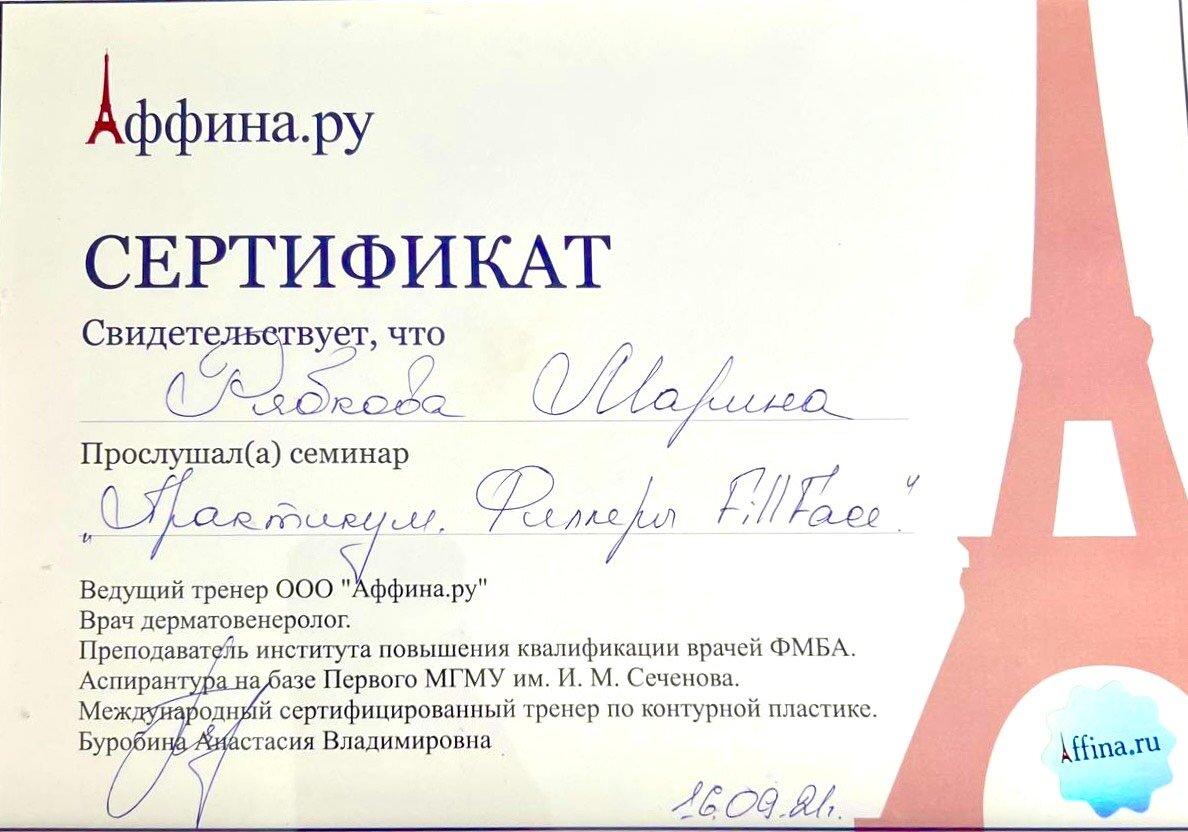 Аффина.ру
СЕРТИФИКАТ
Свидетельствует, что
Рябкова Марина
Прослушал(а) семинар
„Практикум. Филлеры FillFace."
Ведущий тренер ООО "Аффина.ру"
Врач дерматовенеролог.
Преподаватель института повышения квалификации врачей ФМБА.
Аспирантура на базе Первого МГМУ им. И. М. Сеченова.
Международный сертифицированный тренер по контурной пластике.
Буробина Анастасия Владимировна
16.09.21г.
Affina.ru